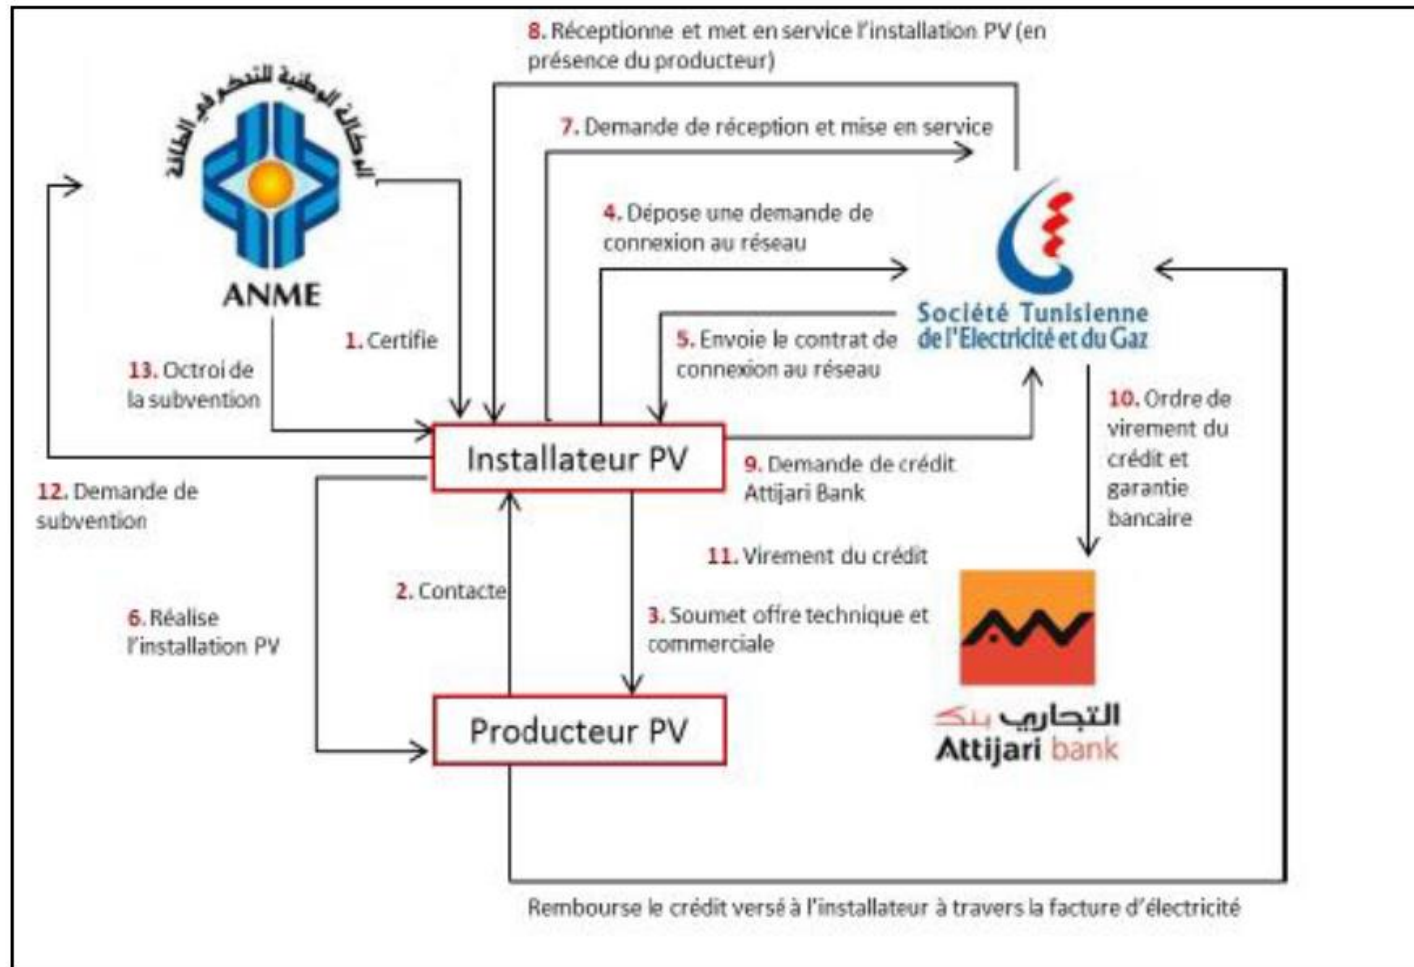 8. Réceptionne et met en service l'installation PV (en
présence du producteur)
الوكالة الوطنية للتحكم في الطاقة
7. Demande de réception et mise en service
4. Dépose une demande de
connexion au réseau
ANME
Société Tunisienne
de l'Electricité et du Gaz
1. Certifie
5. Envoie le contrat de
connexion au réseau
13. Octroi de
la subvention
10. Ordre de
virement du
crédit et
garantie
bancaire
Installateur PV
9. Demande de crédit
Attijari Bank
12. Demande de
subvention
11. Virement du crédit
2. Contacte
3. Soumet offre technique et
commerciale
6. Réalise
l'installation PV
Producteur PV
التجاري بنك
Attijari bank
Rembourse le crédit versé à l'installateur à travers la facture d'électricité